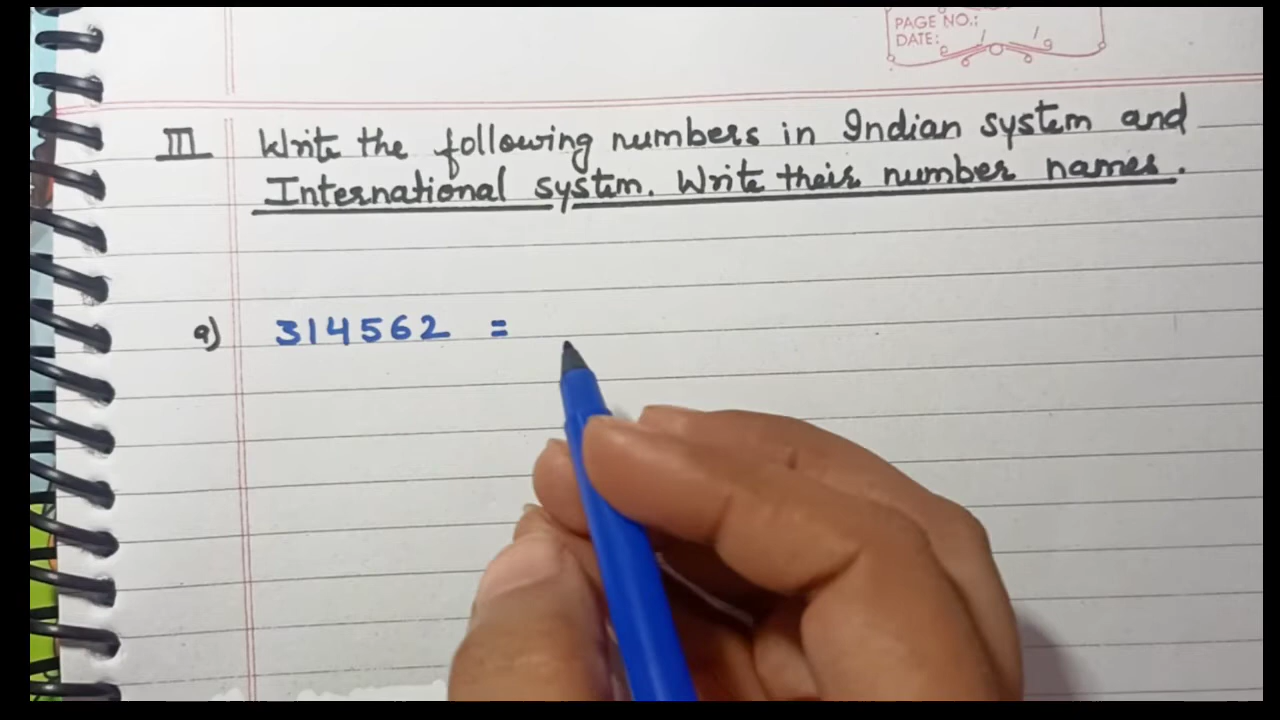 PAGE NO.:
DATE: / /
III Write the following numbers in Indian system and
International system. Write their number names.
a) 314562 =